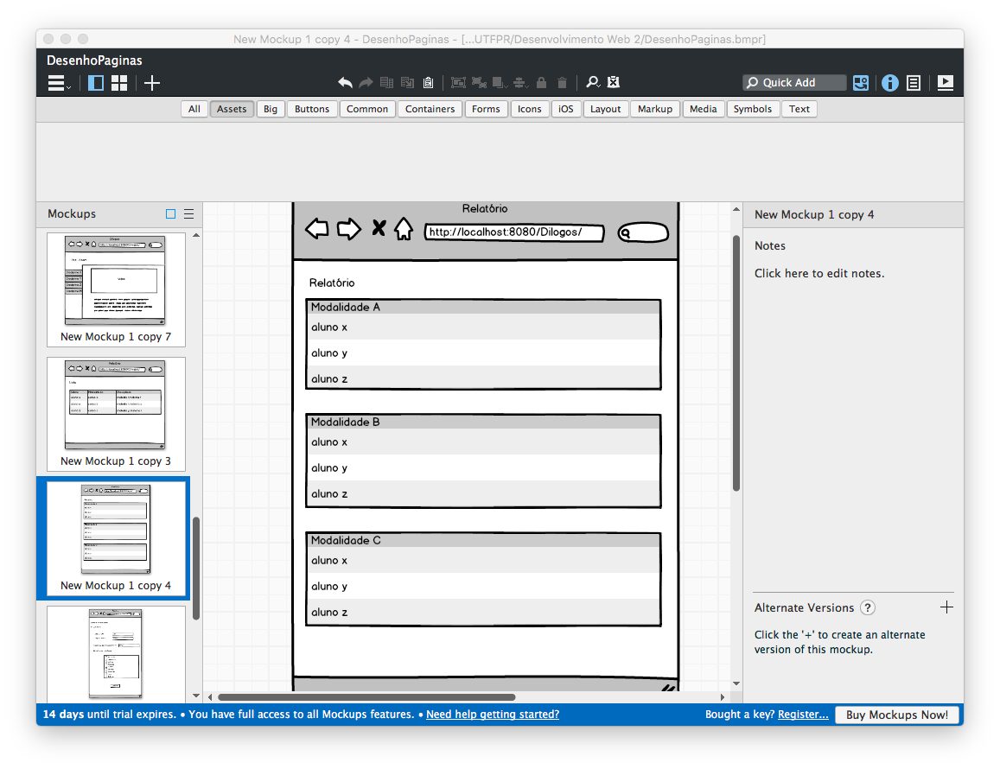 New Mockup 1 copy 4 - DesenhoPaginas - [...UTFPR/Desenvolvimento Web 2/DesenhoPaginas.bmpr]
DesenhoPaginas
Quick Add
All Assets Big Buttons Common Containers Forms Icons iOS Layout Markup Media Symbols Text
Mockups
New Mockup 1 copy 7
New Mockup 1 copy 3
New Mockup 1 copy 4
Relatório
http://localhost:8080/Dilogos/
Relatório
Modalidade A
aluno x
aluno y
aluno z
Modalidade B
aluno x
aluno y
aluno z
Modalidade C
aluno x
aluno y
aluno z
New Mockup 1 copy 4
Notes
Click here to edit notes.
Alternate Versions ?
Click the '+' to create an alternate
version of this mockup.
14 days until trial expires. • You have full access to all Mockups features. • Need help getting started?
Bought a key? Register... Buy Mockups Now!